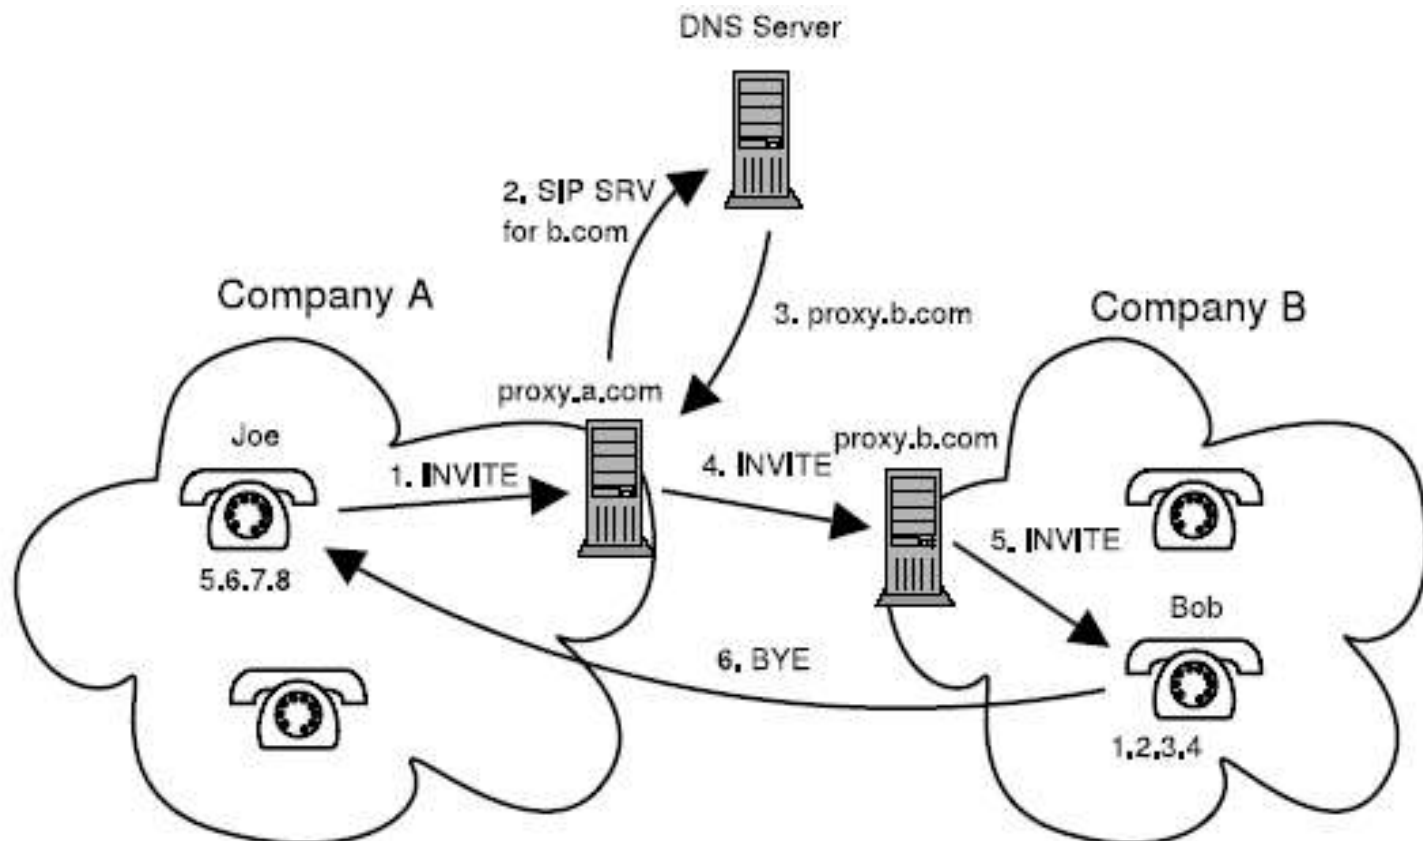 DNS Server
2. SIP SRV
for b.com
Company A
3. proxy.b.com
Company B
proxy.a.com
Joe
proxy.b.com
1. INVITE
4. INVITE
5. INVITE
5.6.7.8
Bob
6. BYE
1.2.3.4